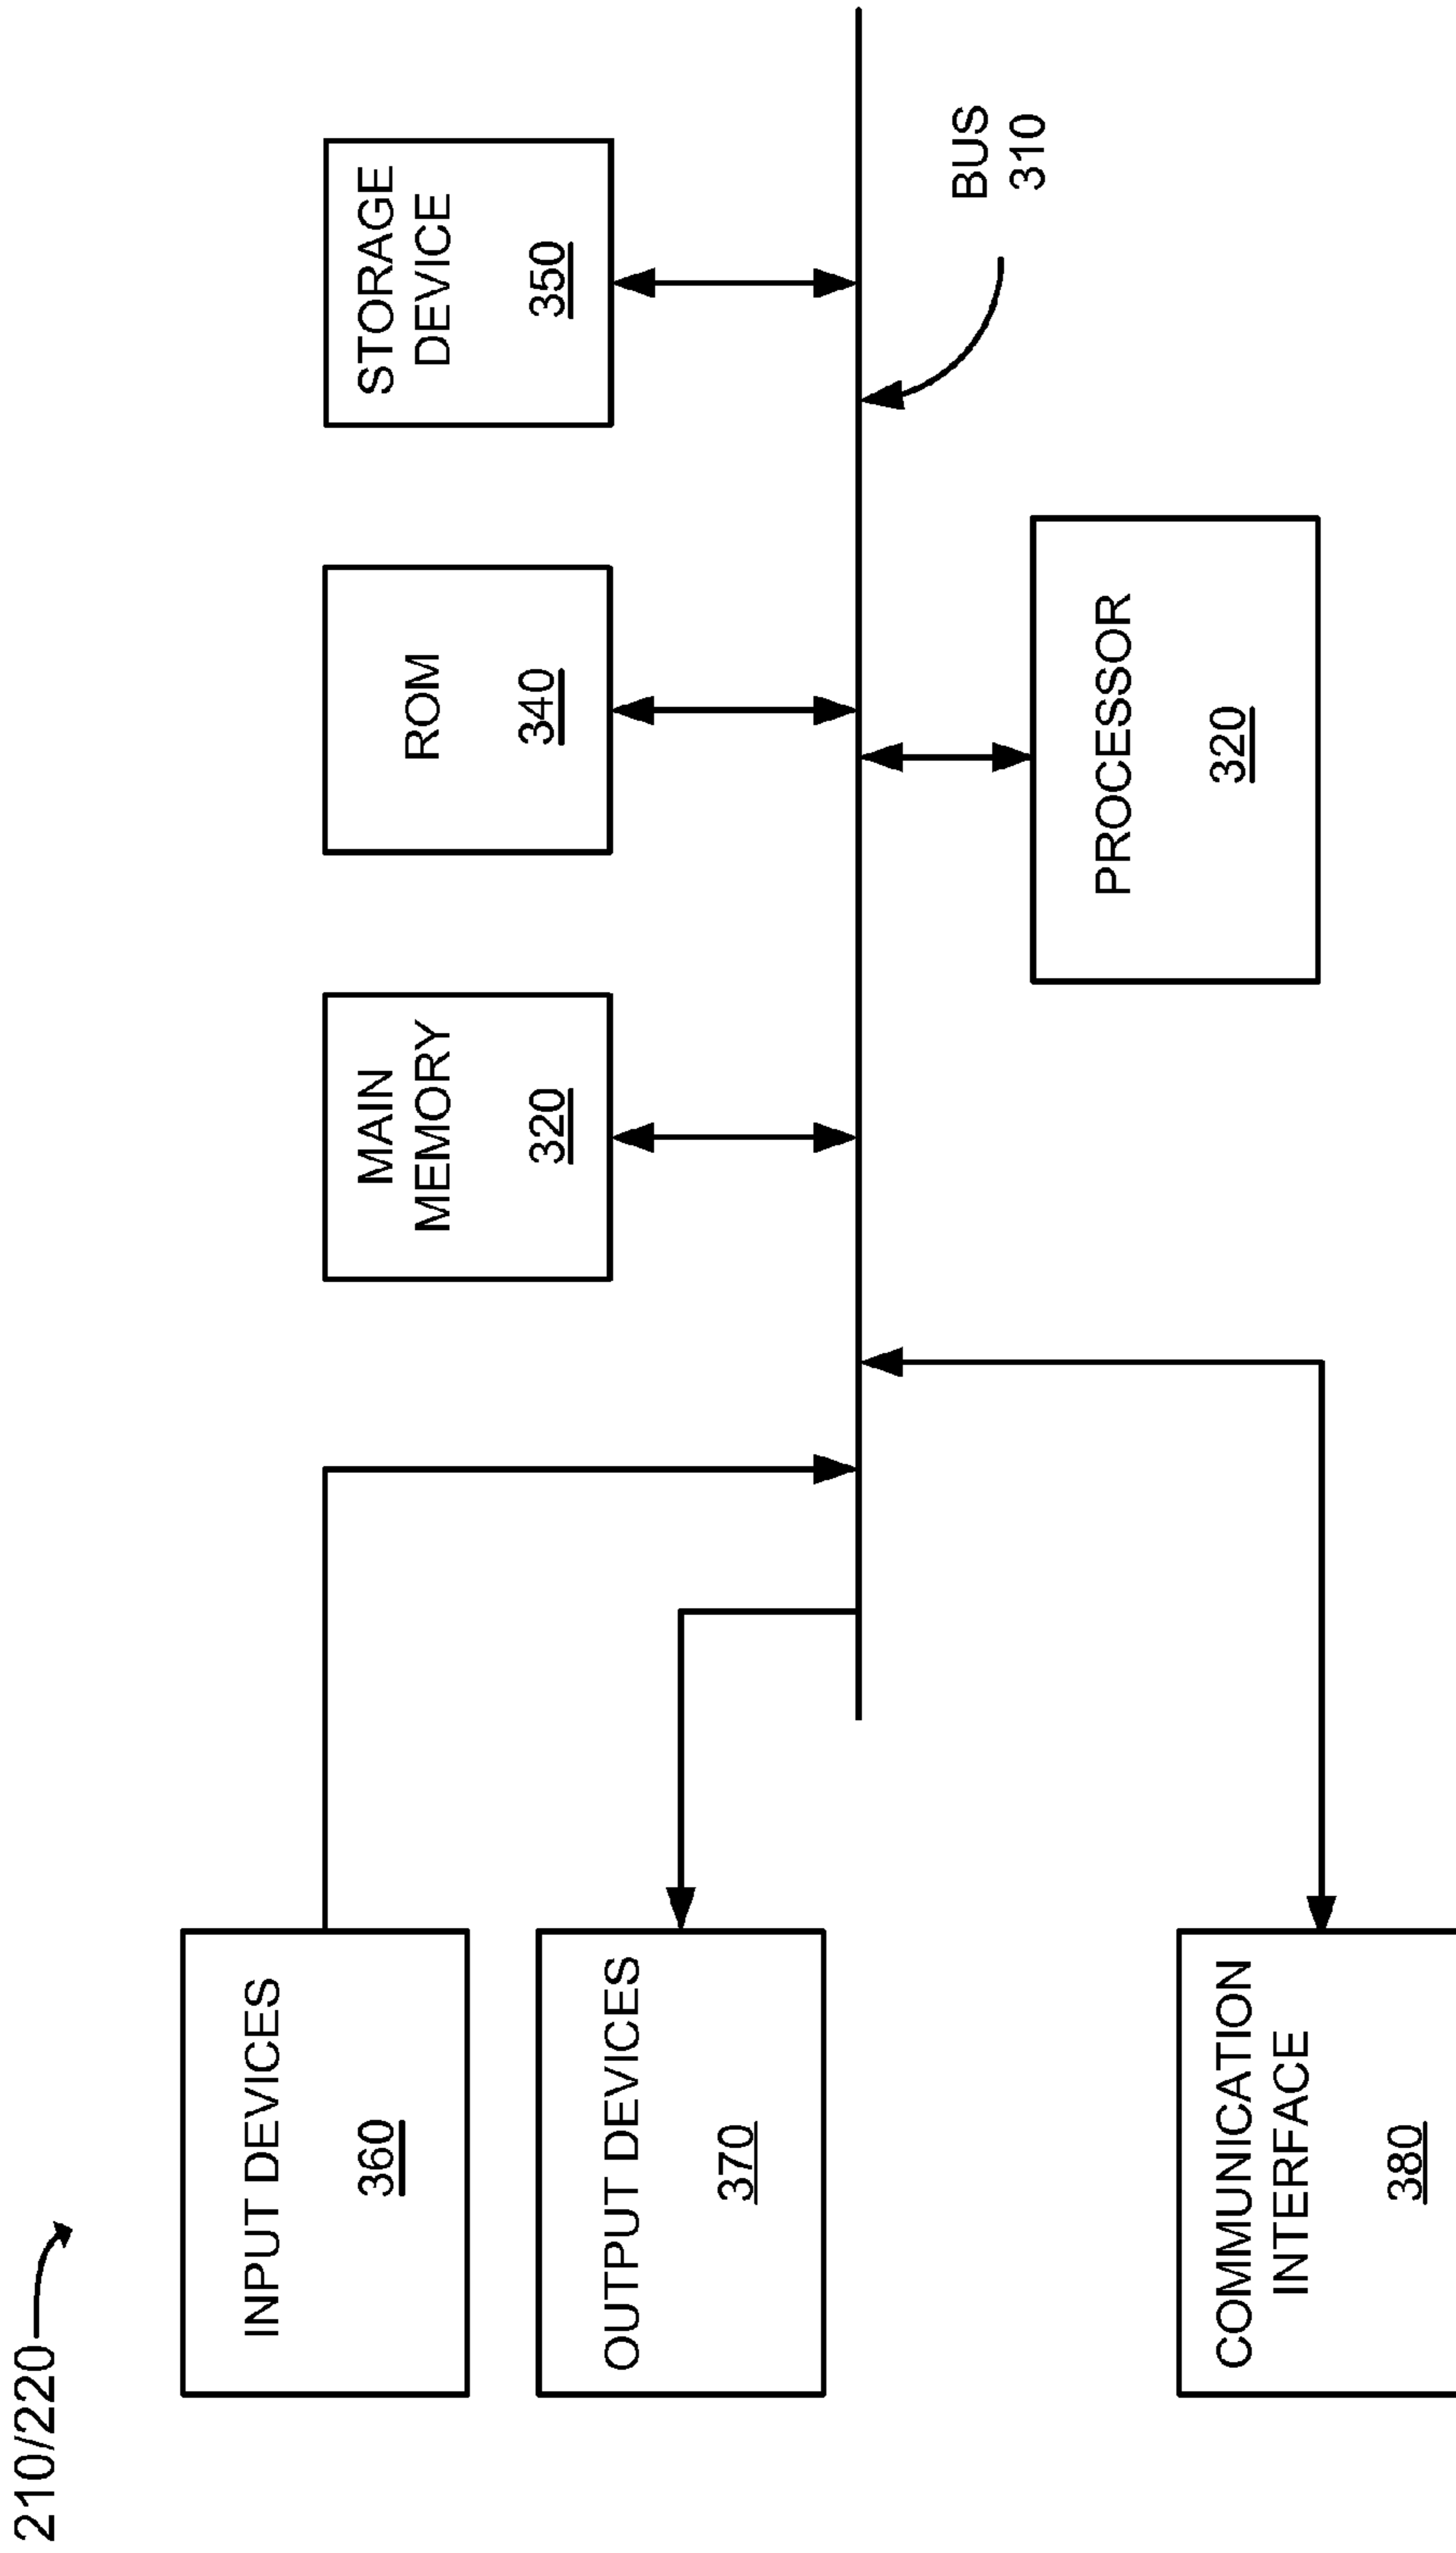 210/220
INPUT DEVICES
360
OUTPUT DEVICES
370
COMMUNICATION
INTERFACE
380
MAIN
MEMORY
320
ROM
340
STORAGE
DEVICE
350
PROCESSOR
320
BUS
310